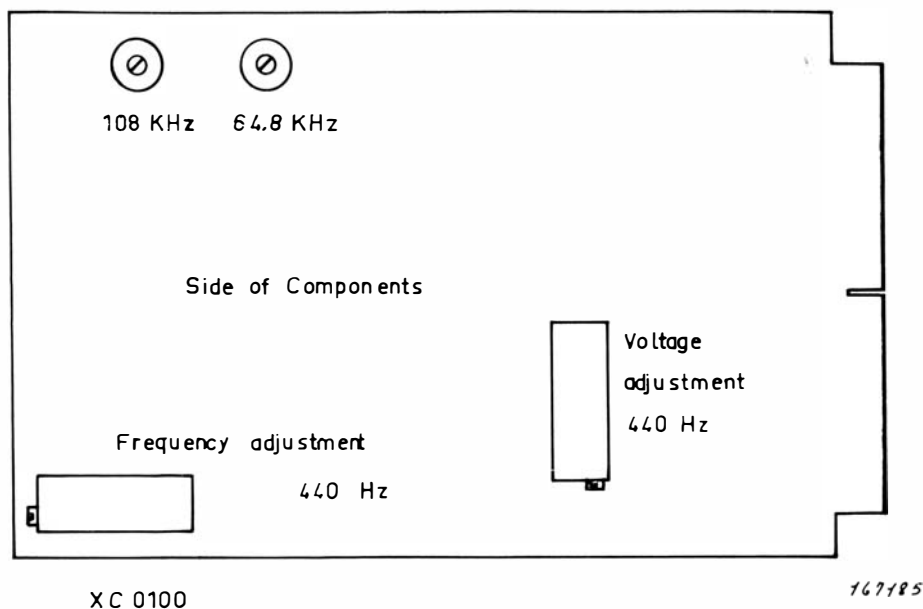 108 KHz 64.8 KHz
Side of Components
Voltage
adjustment
440 Hz
Frequency adjustment
440 Hz
XC 0100
167185